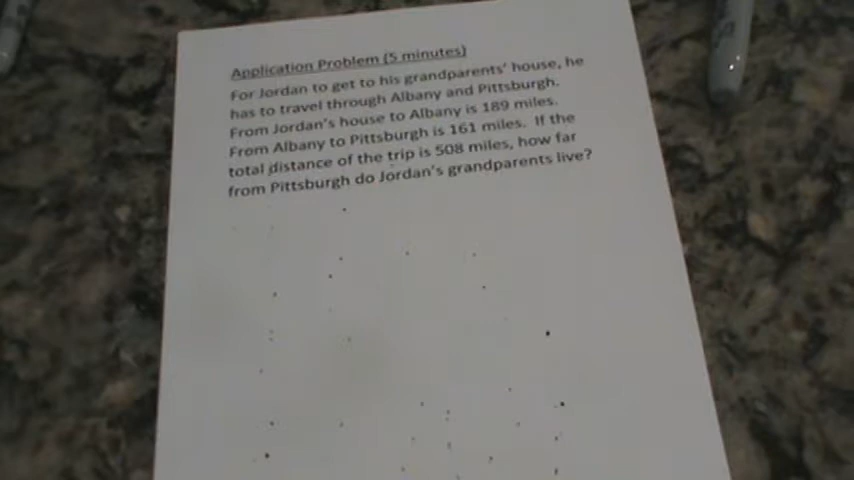 Application Problem (5 minutes)
For Jordan to get to his grandparents' house, he
has to travel through Albany and Pittsburgh.
From Jordan's house to Albany is 189 miles.
From Albany to Pittsburgh is 161 miles. If the
total distance of the trip is 508 miles, how far
from Pittsburgh do Jordan's grandparents live?